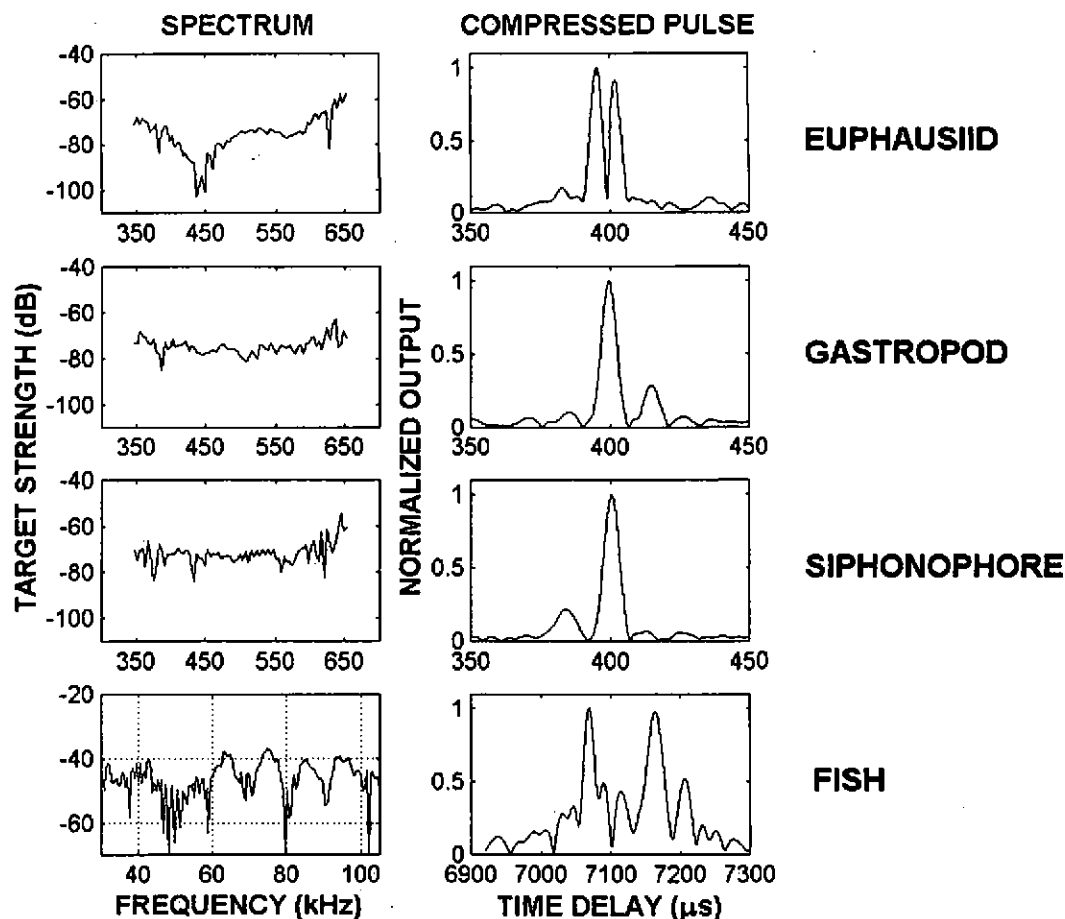 SPECTRUM
COMPRESSED PULSE
TARGET STRENGTH (dB)
NORMALIZED OUTPUT
-40
-60
-80
-100
350 450 550 650
1
0.5
0
350 400 450
EUPHAUSIID
-40
-60
-80
-100
350 450 550 650
1
0.5
0
350 400 450
GASTROPOD
-40
-60
-80
-100
350 450 550 650
1
0.5
0
350 400 450
SIPHONOPHORE
-20
-40
-60
40 60 80 100
1
0.5
0
6900 7000 7100 7200 7300
FISH
FREQUENCY (kHz)
TIME DELAY (μs)